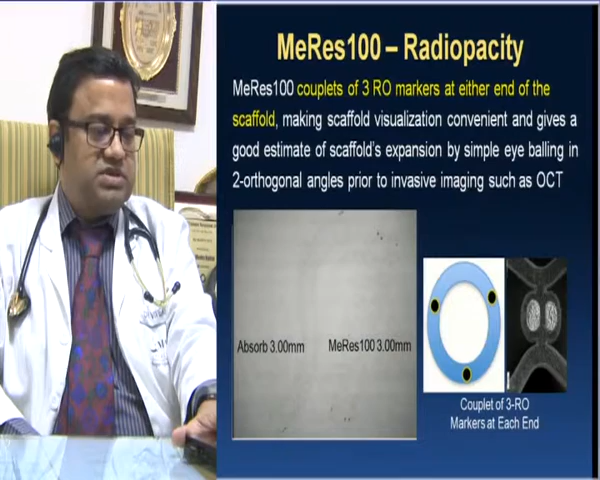 MeRes100 – Radiopacity
MeRes100 couplets of 3 RO markers at either end of the
scaffold, making scaffold visualization convenient and gives a
good estimate of scaffold's expansion by simple eye balling in
2-orthogonal angles prior to invasive imaging such as OCT
Absorb 3.00mm
MeRes100 3.00mm
Couplet of 3-RO
Markers at Each End